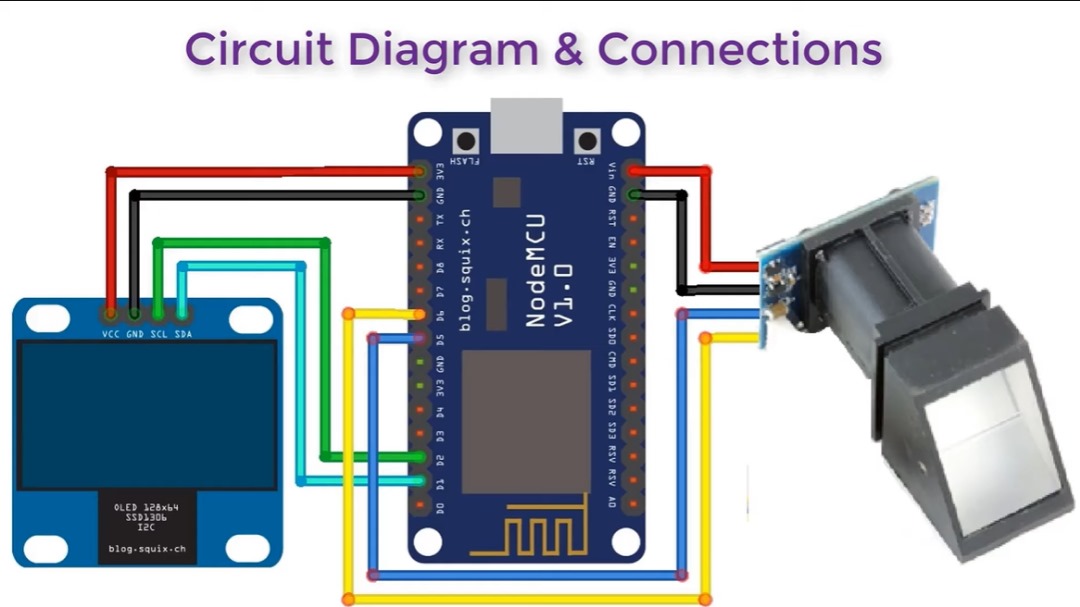 Circuit Diagram & Connections
FLASH
RST
3V3
GND
TX
RX
D8
D7
D6
D5
GND
3V3
D4
D3
D2
D1
D0
blog.squix.ch
NodeMCU
V1.0
Vin
GND
RST
EN
3V3
GND
CLK
SDO
CMD
SD1
SD2
SD3
RSV
RSV
A0
VCC GND SCL SDA
OLED 128x64
SSD1306
I2C
blog.squix.ch